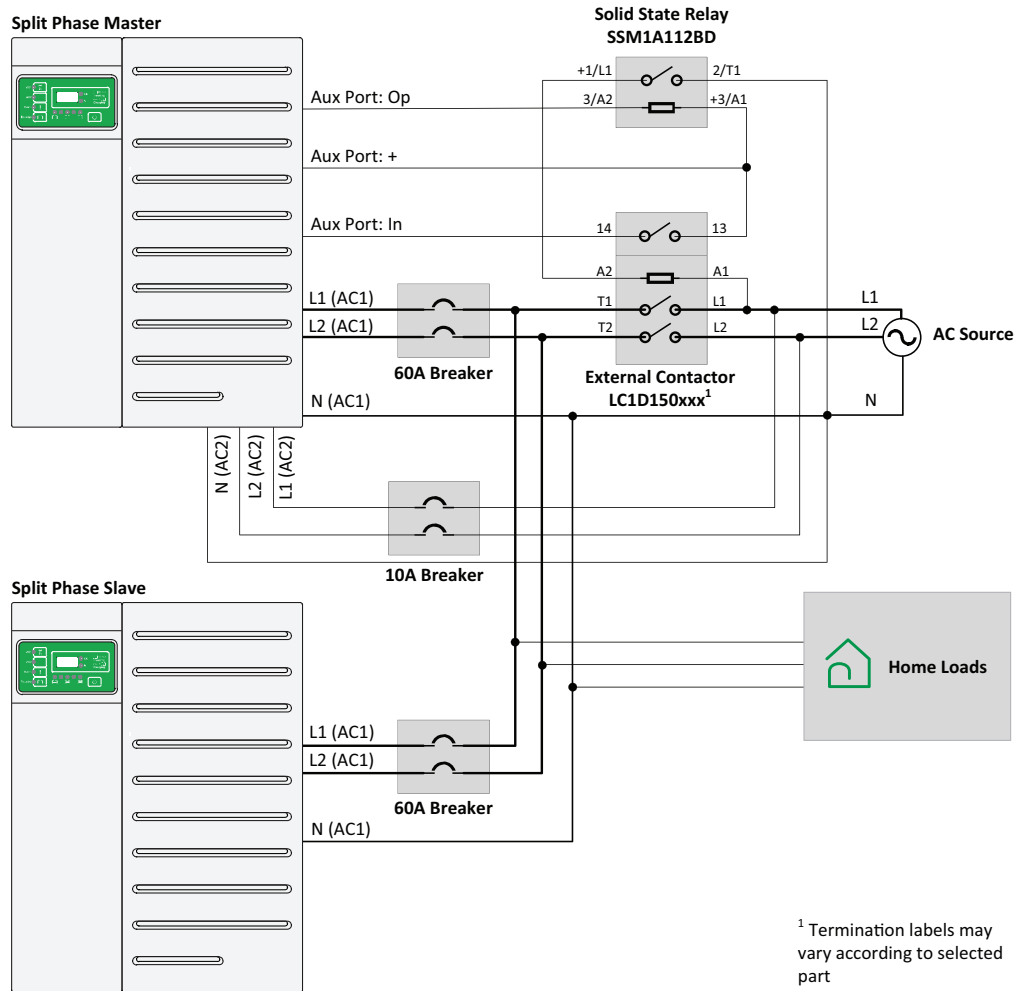 Split Phase Master
Solid State Relay
SSM1A112BD
+1/L1
2/T1
3/A2
+3/A1
Aux Port: Op
Aux Port: +
Aux Port: In
14
13
A2
A1
L1 (AC1)
T1
L1
L1
L2 (AC1)
T2
L2
L2
AC Source
60A Breaker
External Contactor
LC1D150xxx¹
N (AC1)
N
N (AC2)
L2 (AC2)
L1 (AC2)
10A Breaker
Split Phase Slave
Home Loads
L1 (AC1)
L2 (AC1)
60A Breaker
N (AC1)
¹ Termination labels may
vary according to selected
part